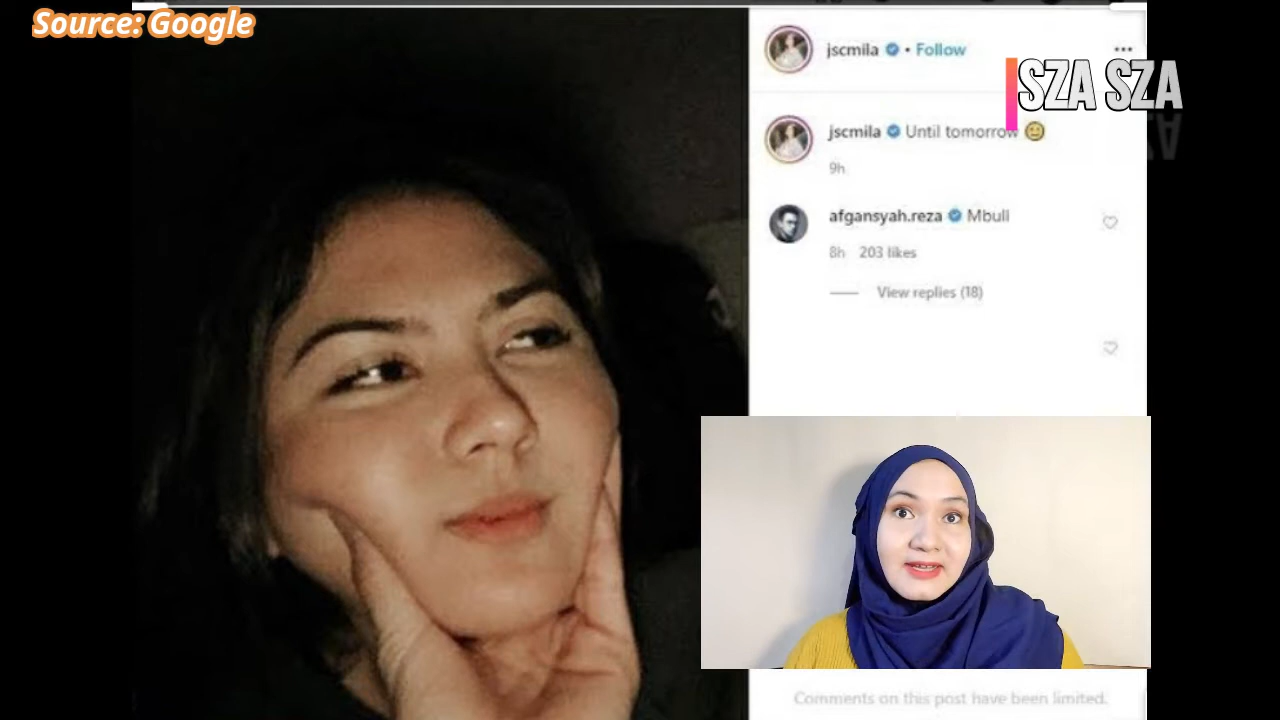 Source: Google
jscmila • Follow
SZA SZA
jscmila Until tomorrow
9h
afgansyah.reza Mbull
8h 203 likes
View replies (18)
Comments on this post have been limited.